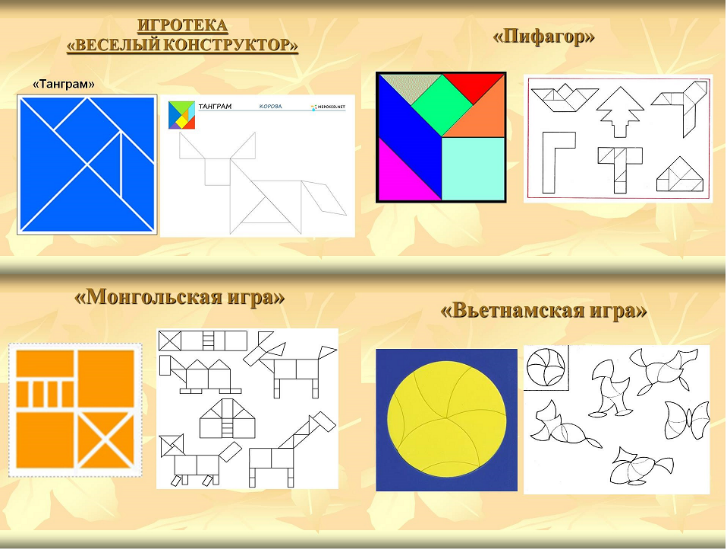 ИГРОТЕКА
«ВЕСЕЛЫЙ КОНСТРУКТОР»
«Танграм»
ТАНГРАМ КОРОВА
«Пифагор»
«Монгольская игра»
«Вьетнамская игра»